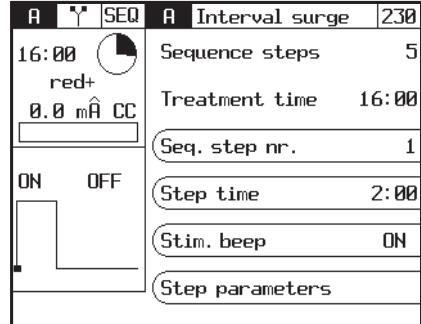 A SEQ A Interval surge 230
16:00
red+
0.0 mÂ CC
ON OFF
Sequence steps 5
Treatment time 16:00
Seq. step nr. 1
Step time 2:00
Stim. beep ON
Step parameters